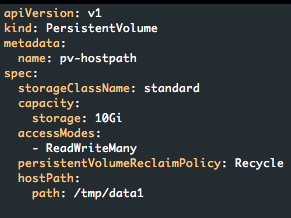 apiVersion: v1
kind: PersistentVolume
metadata:
  name: pv-hostpath
spec:
  storageClassName: standard
  capacity:
    storage: 10Gi
  accessModes:
    - ReadWriteMany
  persistentVolumeReclaimPolicy: Recycle
  hostPath:
    path: /tmp/data1